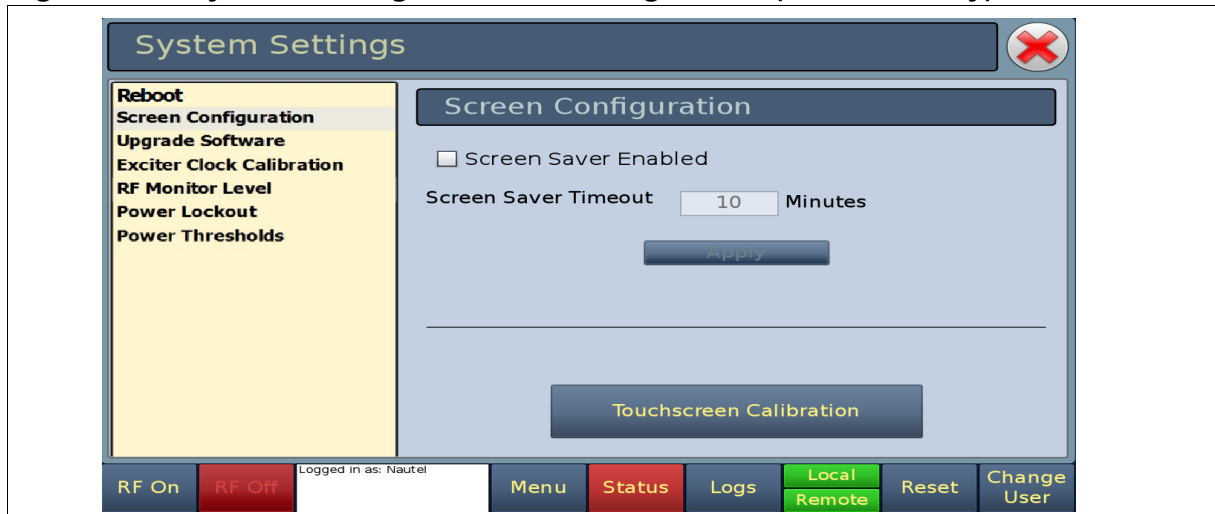 System Settings
Reboot
Screen Configuration
Upgrade Software
Exciter Clock Calibration
RF Monitor Level
Power Lockout
Power Thresholds
Screen Configuration
Screen Saver Enabled
Screen Saver Timeout 10 Minutes
Apply
Touchscreen Calibration
RF On
RF Off
Logged in as: Nautel
Menu
Status
Logs
Local
Remote
Reset
Change
User